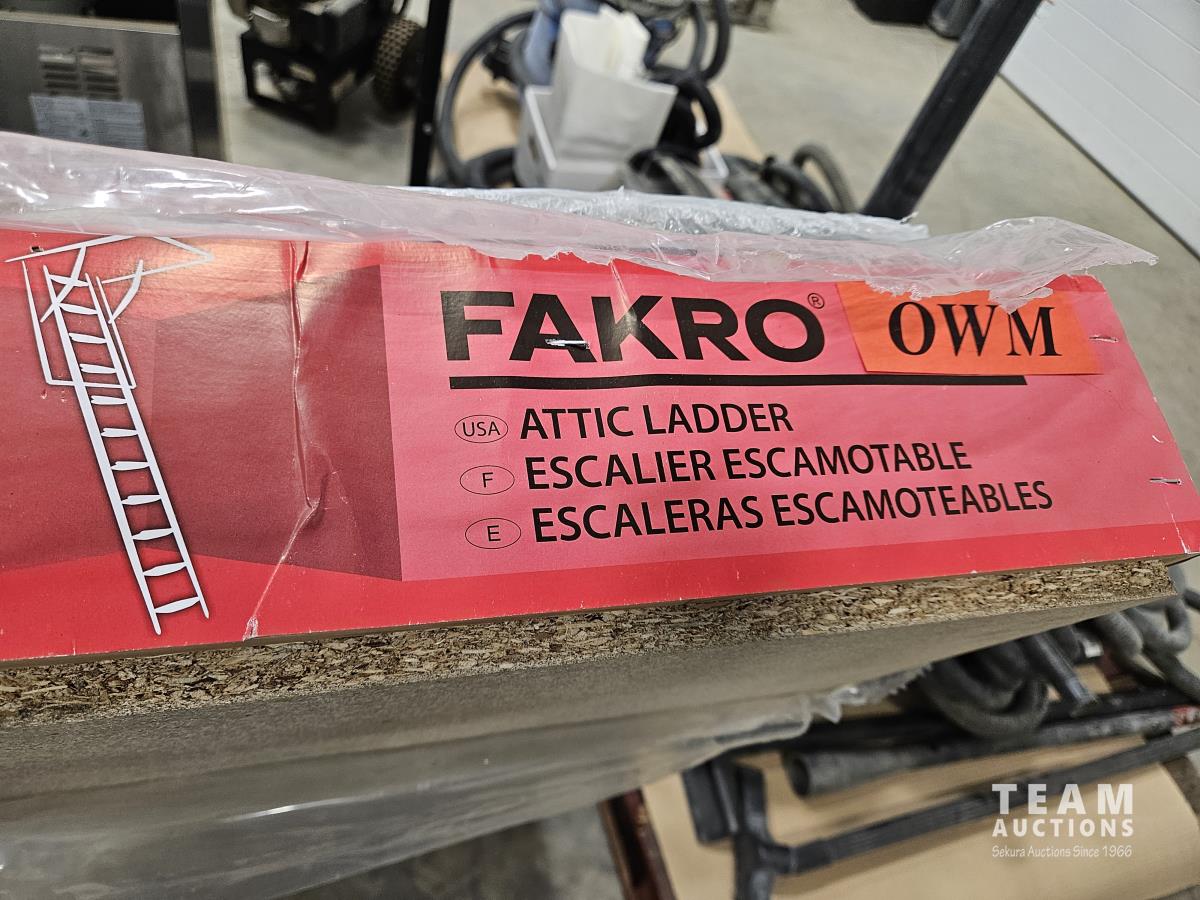 FAKRO®
OWM
USA ATTIC LADDER
F ESCALIER ESCAMOTABLE
E ESCALERAS ESCAMOTEABLES
TEAM
AUCTIONS
Sekura Auctions Since 1966